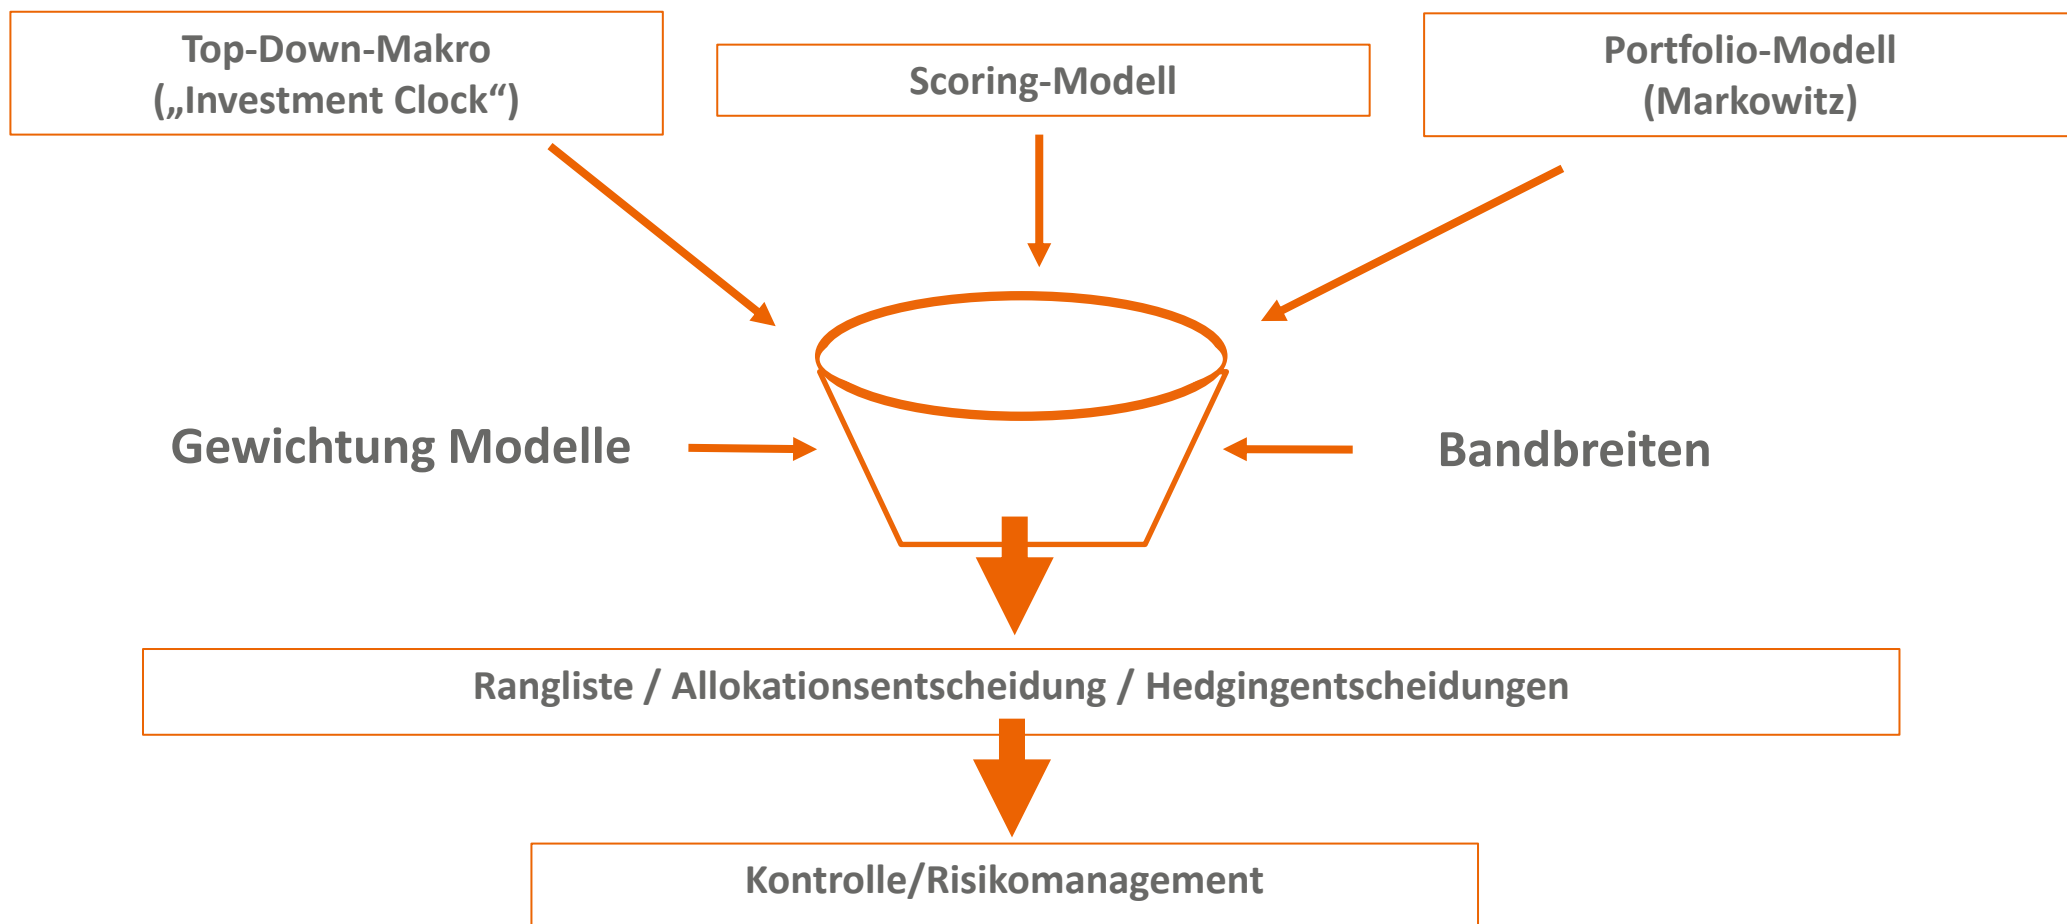 Top-Down-Makro
(„Investment Clock“)
Scoring-Modell
Portfolio-Modell
(Markowitz)
Gewichtung Modelle
Bandbreiten
Rangliste / Allokationsentscheidung / Hedgingentscheidungen
Kontrolle/Risikomanagement